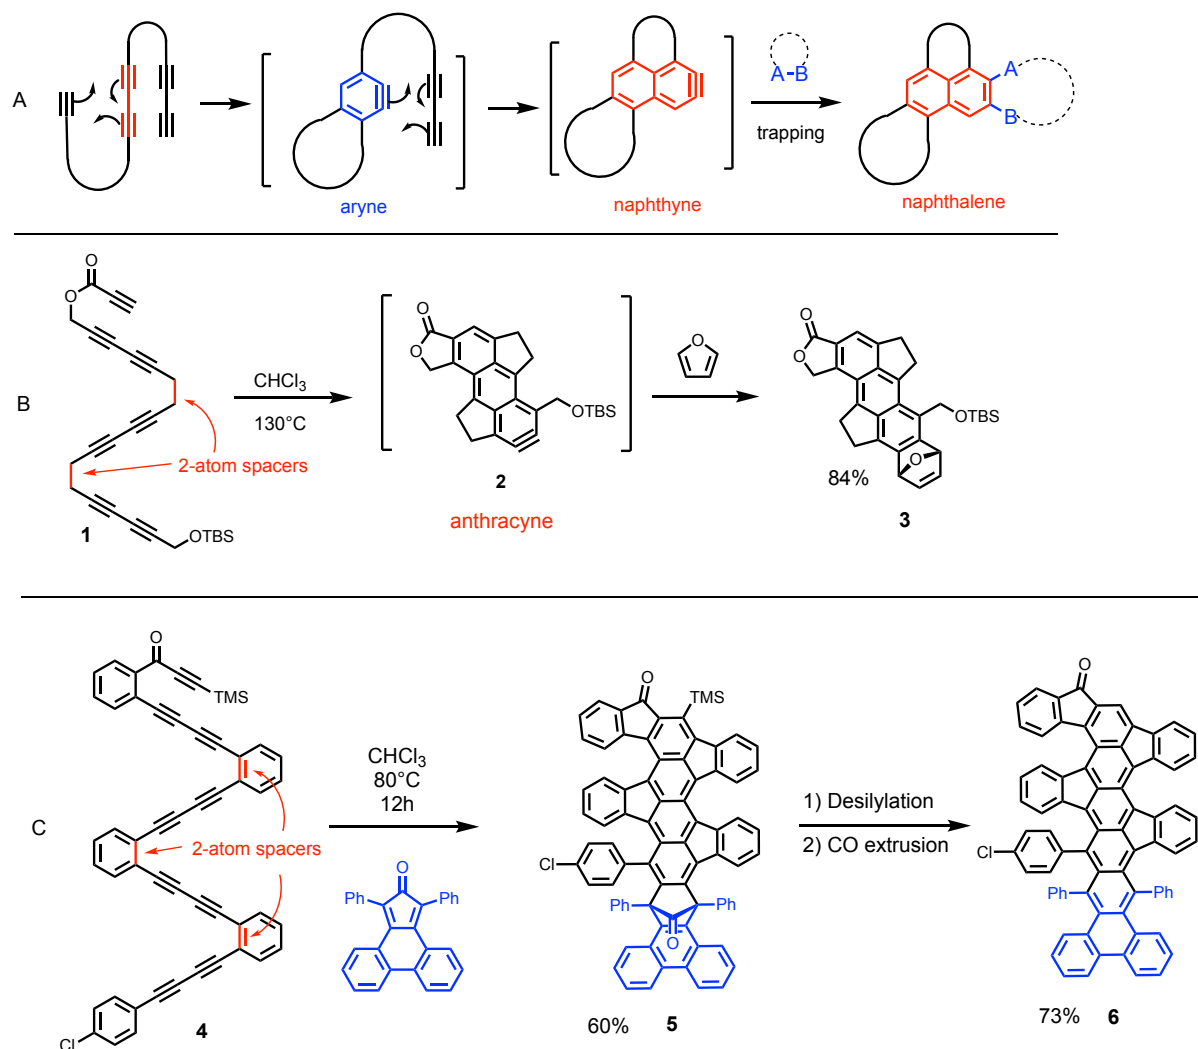 A
A-B
trapping
A
B
aryne
naphthyne
naphthalene
B
O
O
CHCl3
130°C
2-atom spacers
1
OTBS
O
O
OTBS
2
anthracyne
O
O
O
OTBS
O
84%
3
C
O
TMS
2-atom spacers
Cl
4
CHCl3
80°C
12h
O
Ph
Ph
O
TMS
Cl
Ph
Ph
O
60%
5
1) Desilylation
2) CO extrusion
O
Cl
Ph
Ph
73%
6